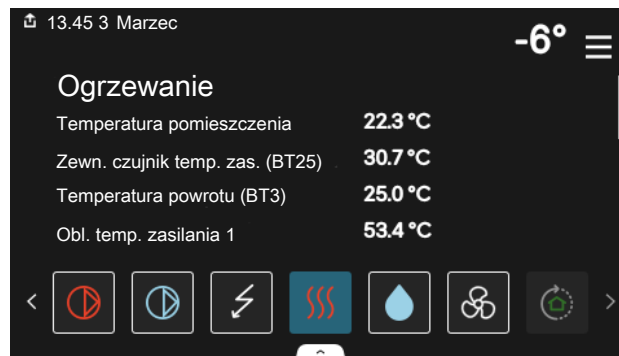 13.45 3 Marzec
-6°
Ogrzewanie
Temperatura pomieszczenia 22.3 °C
Zewn. czujnik temp. zas. (BT25) 30.7 °C
Temperatura powrotu (BT3) 25.0 °C
Obl. temp. zasilania 1 53.4 °C